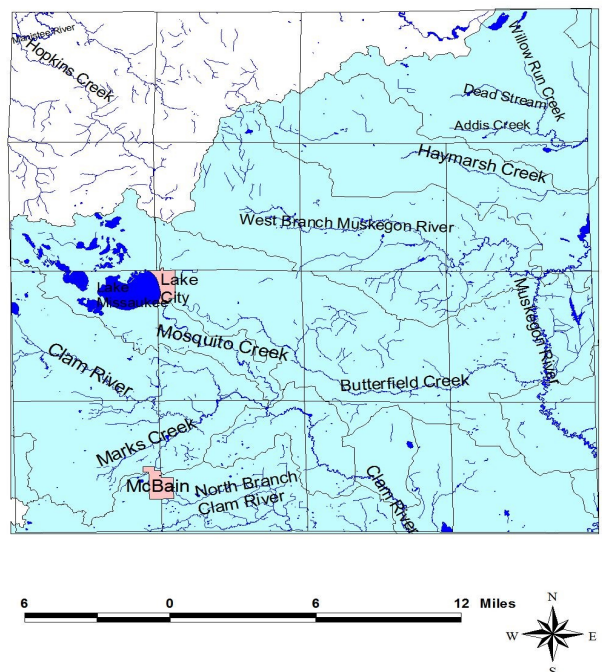 Manistee River
Hopkins Creek
Willow Run Creek
Dead Stream
Addis Creek
Haymarsh Creek
West Branch Muskegon River
Lake
Missaukee
Lake
City
Muskegon River
Mosquito Creek
Clam River
Butterfield Creek
Marks Creek
McBain
North Branch
Clam River
Clam River
6 0 6 12 Miles
N
W E
S